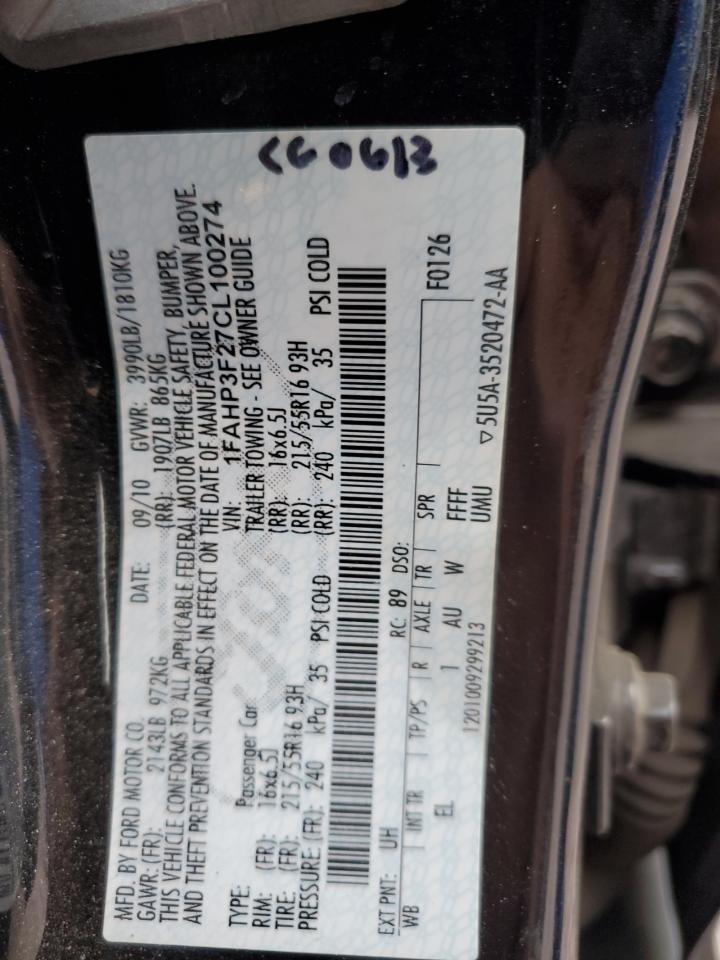 CG0613
MFD. BY FORD MOTOR CO. DATE: 09/10 GVWR: 3990LB/1810KG
GAWR: (FR): 2143LB 972KG (RR): 1907LB 865KG
THIS VEHICLE CONFORMS TO ALL APPLICABLE FEDERAL MOTOR VEHICLE SAFETY, BUMPER,
AND THEFT PREVENTION STANDARDS IN EFFECT ON THE DATE OF MANUFACTURE SHOWN ABOVE.
VIN: 1FAHP3F27CL100274
TYPE: Passenger Car TRAILER TOWING - SEE OWNER GUIDE
RIM: (FR): 16x6.5J (RR): 16x6.5J
TIRE: (FR): 215/55R16 93H (RR): 215/55R16 93H
PRESSURE: (FR): 240 kPa/ 35 PSI COLD (RR): 240 kPa/ 35 PSI COLD
EXT PNT: UH RC: 89 DSO: F0126
WB INT TR TP/PS R AXLE TR SPR
EL 1 AU W FFFF
1201009299213 UMU ▽5U5A-3520472-AA